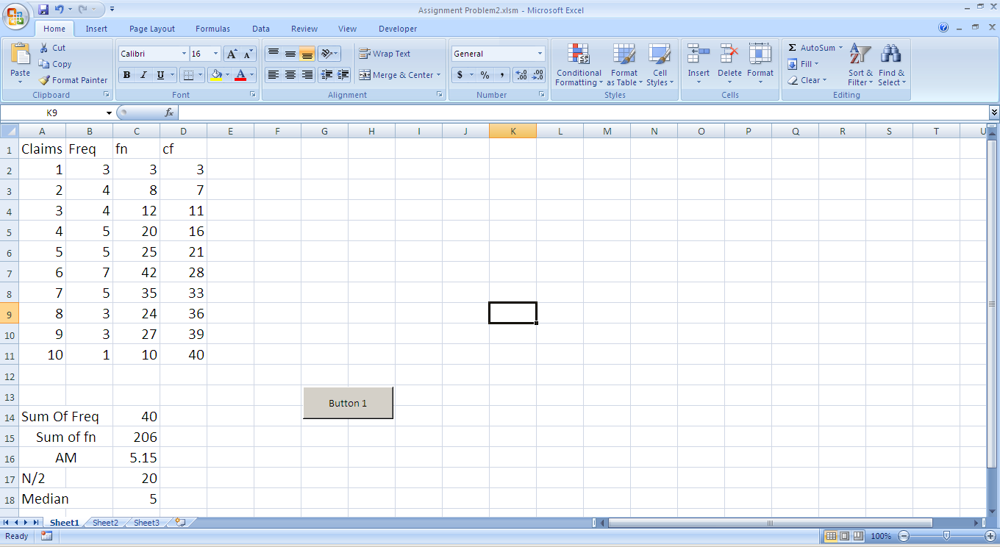 Assignment Problem2.xlsm - Microsoft Excel
Home Insert Page Layout Formulas Data Review View Developer
Paste Cut Copy Format Painter
Clipboard
Calibri 16
B I U A
Font
Wrap Text
Merge & Center
Alignment
General
$ % , .00 .00
Number
Conditional Formatting Format as Table Cell Styles
Styles
Insert Delete Format
Cells
Σ AutoSum Fill Clear Sort & Filter Find & Select
Editing
K9 fx
A B C D E F G H I J K L M N O P Q R S T U
1 Claims Freq fn cf
2 1 3 3 3
3 2 4 8 7
4 3 4 12 11
5 4 5 20 16
6 5 5 25 21
7 6 7 42 28
8 7 5 35 33
9 8 3 24 36
10 9 3 27 39
11 10 1 10 40
12
13
Button 1
14 Sum Of Freq 40
15 Sum of fn 206
16 AM 5.15
17 N/2 20
18 Median 5
Sheet1 Sheet2 Sheet3
Ready 100%